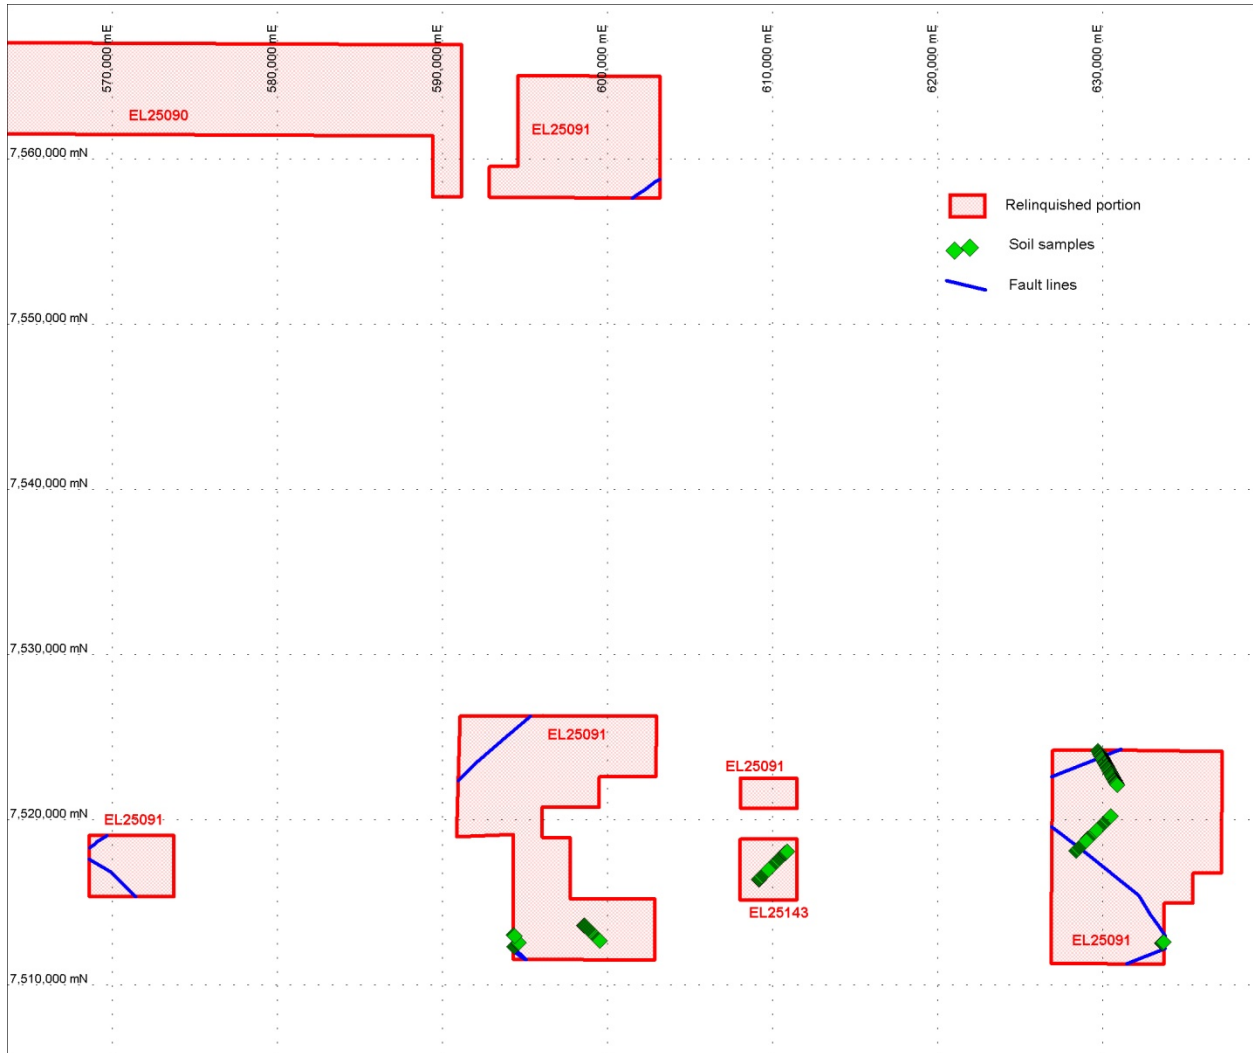 570,000 mE
580,000 mE
590,000 mE
600,000 mE
610,000 mE
620,000 mE
630,000 mE
EL25090
EL25091
7,560,000 mN
Relinquished portion
Soil samples
Fault lines
7,550,000 mN
7,540,000 mN
7,530,000 mN
EL25091
EL25091
7,520,000 mN
EL25091
EL25143
EL25091
7,510,000 mN